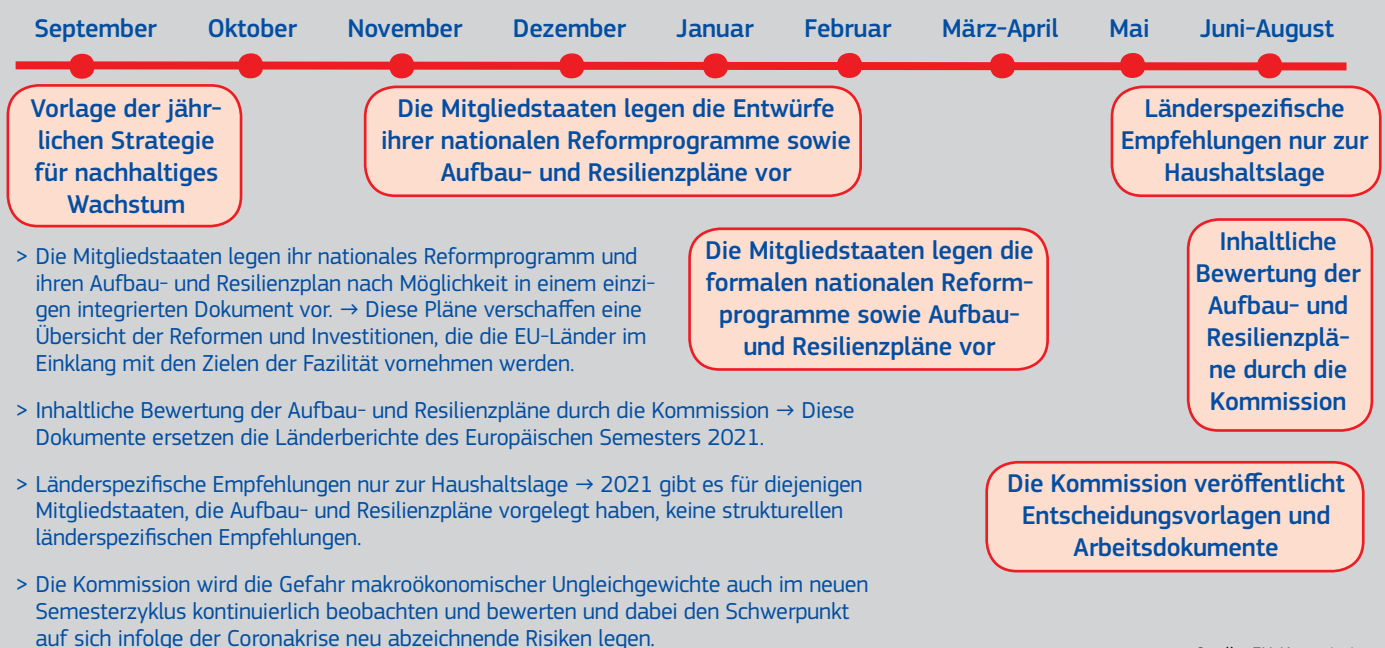 September Oktober November Dezember Januar Februar März-April Mai Juni-August
Vorlage der jähr-
lichen Strategie
für nachhaltiges
Wachstum
Die Mitgliedstaaten legen die Entwürfe
ihrer nationalen Reformprogramme sowie
Aufbau- und Resilienzpläne vor
Länderspezifische
Empfehlungen nur zur
Haushaltslage
Die Mitgliedstaaten legen die
formalen nationalen Reform-
programme sowie Aufbau-
und Resilienzpläne vor
Inhaltliche
Bewertung der
Aufbau- und
Resilienzplä-
ne durch die
Kommission
Die Kommission veröffentlicht
Entscheidungsvorlagen und
Arbeitsdokumente
> Die Mitgliedstaaten legen ihr nationales Reformprogramm und
ihren Aufbau- und Resilienzplan nach Möglichkeit in einem einzi-
gen integrierten Dokument vor. → Diese Pläne verschaffen eine
Übersicht der Reformen und Investitionen, die die EU-Länder im
Einklang mit den Zielen der Fazilität vornehmen werden.
> Inhaltliche Bewertung der Aufbau- und Resilienzpläne durch die Kommission → Diese
Dokumente ersetzen die Länderberichte des Europäischen Semesters 2021.
> Länderspezifische Empfehlungen nur zur Haushaltslage → 2021 gibt es für diejenigen
Mitgliedstaaten, die Aufbau- und Resilienzpläne vorgelegt haben, keine strukturellen
länderspezifischen Empfehlungen.
> Die Kommission wird die Gefahr makroökonomischer Ungleichgewichte auch im neuen
Semesterzyklus kontinuierlich beobachten und bewerten und dabei den Schwerpunkt
auf sich infolge der Coronakrise neu abzeichnende Risiken legen.